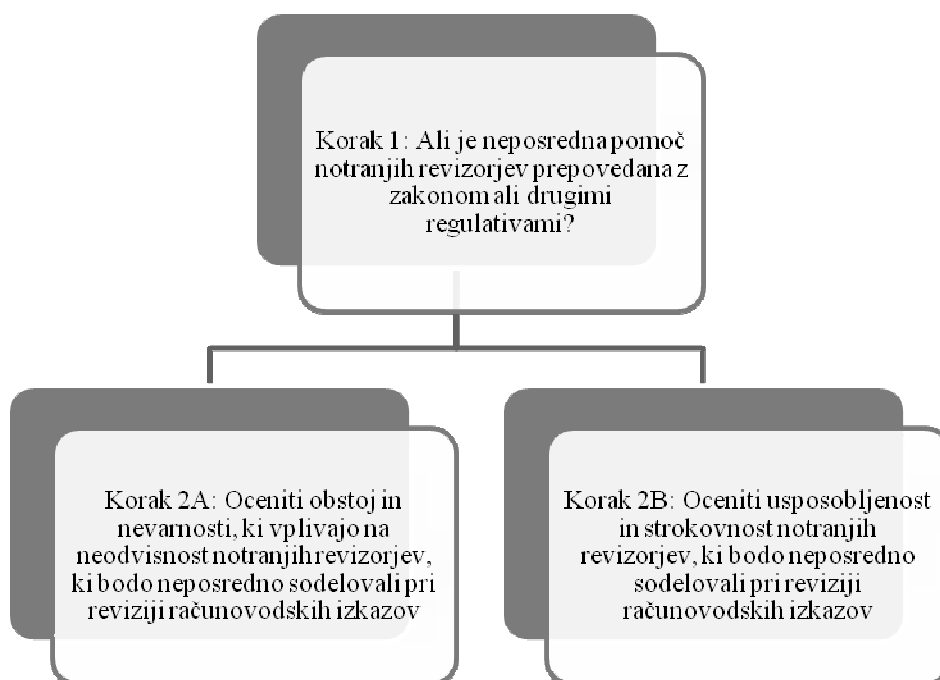 Korak 1: Ali je neposredna pomoč
notranjih revizorjev prepovedana z
zakonom ali drugimi
regulativami?
Korak 2A: Oceniti obstoj in
nevarnosti, ki vplivajo na
neodvisnost notranjih revizorjev,
ki bodo neposredno sodelovali pri
reviziji računovodskih izkazov
Korak 2B: Oceniti usposobljenost
in strokovnost notranjih
revizorjev, ki bodo neposredno
sodelovali pri reviziji
računovodskih izkazov